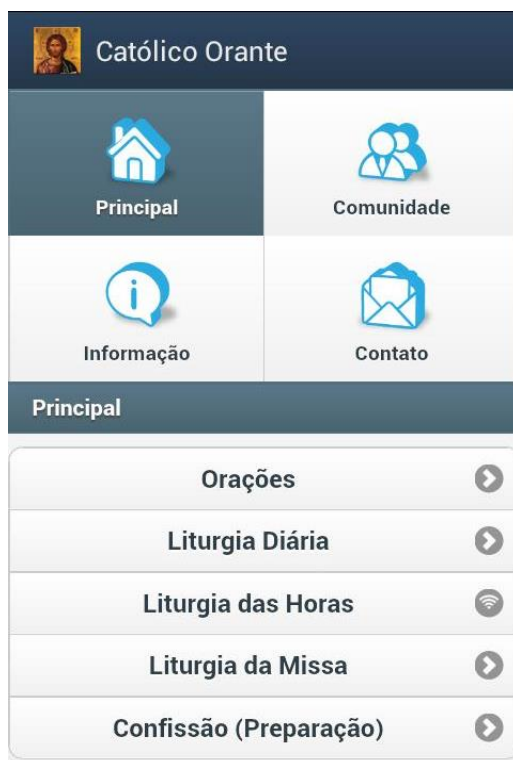 Católico Orante
Principal
Comunidade
Informação
Contato
Principal
Orações
Liturgia Diária
Liturgia das Horas
Liturgia da Missa
Confissão (Preparação)